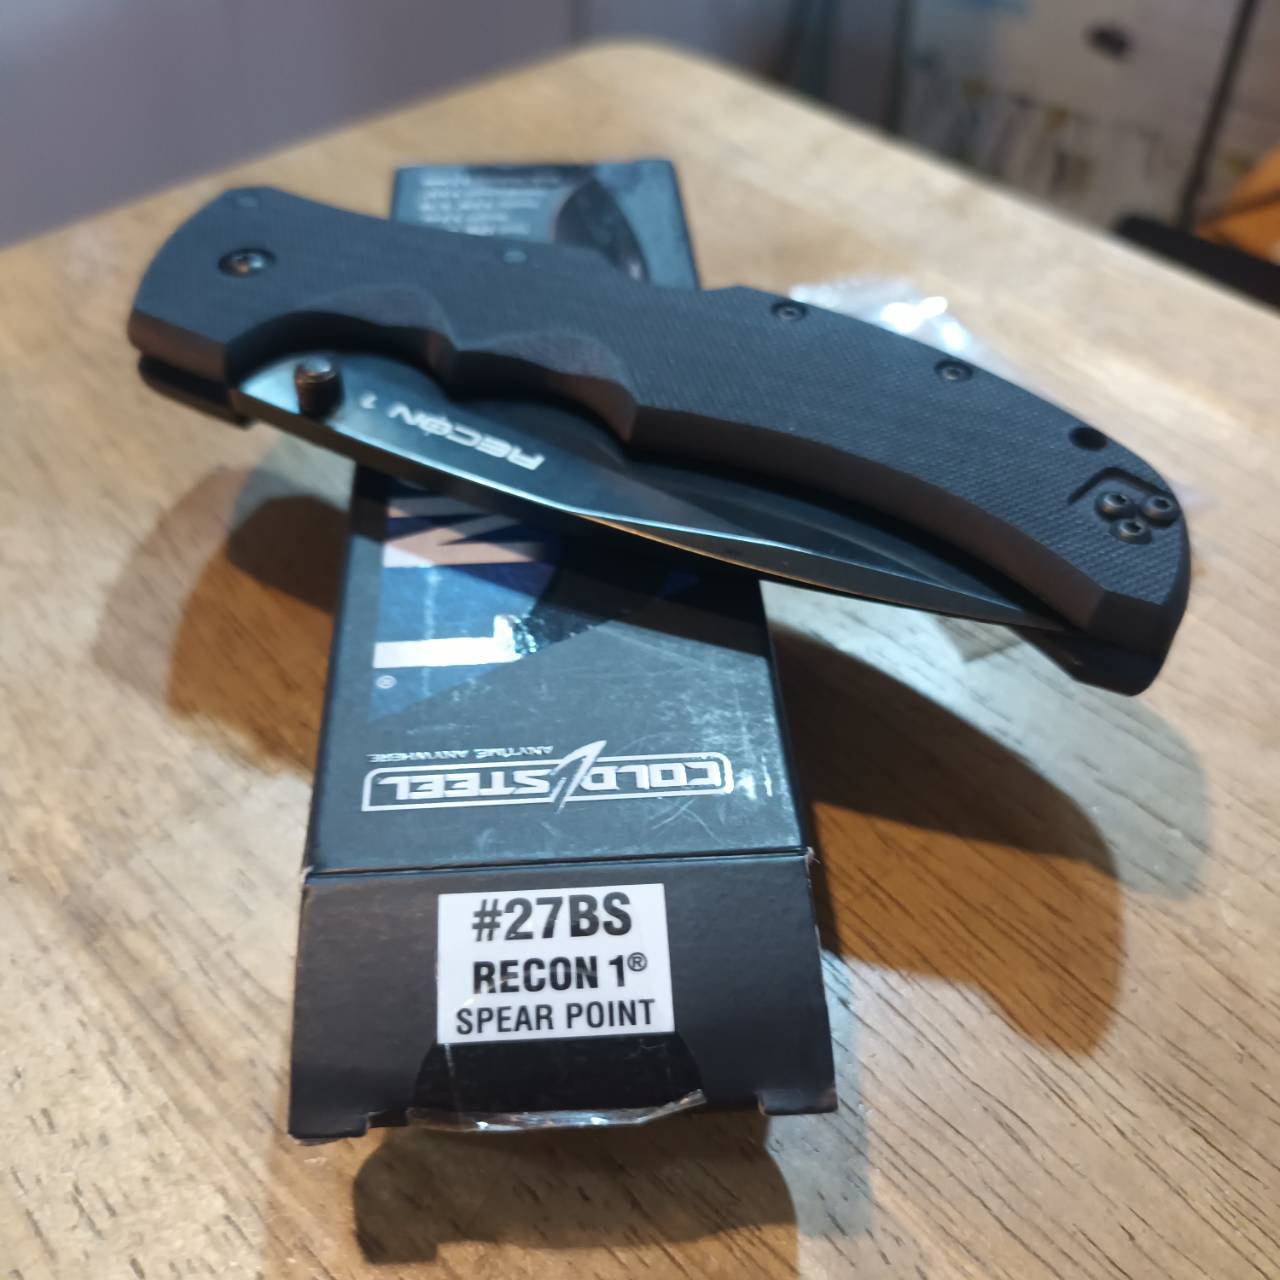 RECON 1
®
COLD STEEL
ANYTIME ANYWHERE
#27BS
RECON 1®
SPEAR POINT